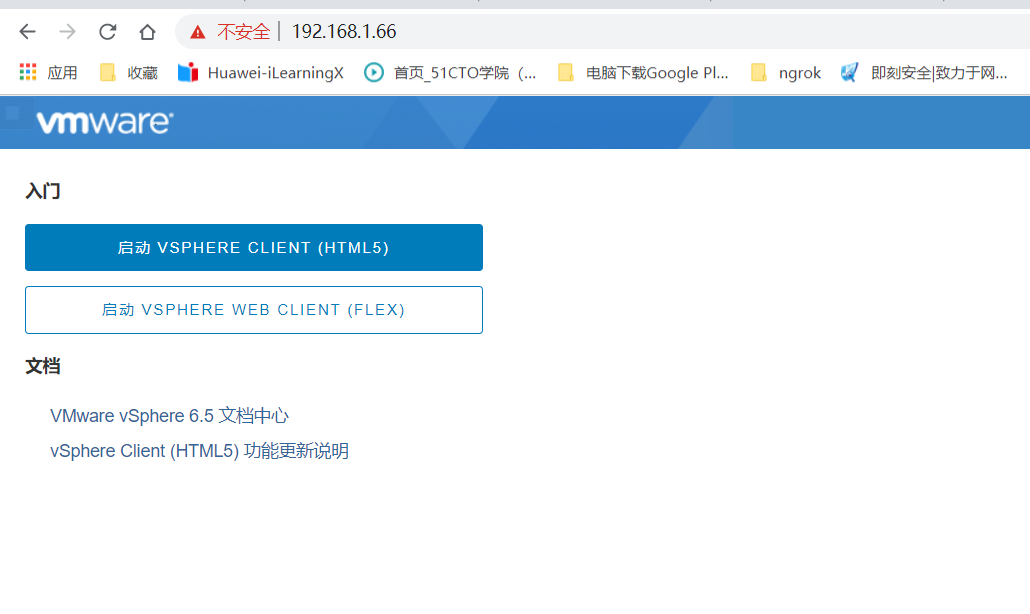 不安全 | 192.168.1.66
应用 收藏 Huawei-iLearningX 首页_51CTO学院（... 电脑下载Google Pl... ngrok 即刻安全|致力于网...
vmware®
入门
启动 VSPHERE CLIENT (HTML5)
启动 VSPHERE WEB CLIENT (FLEX)
文档
VMware vSphere 6.5 文档中心
vSphere Client (HTML5) 功能更新说明